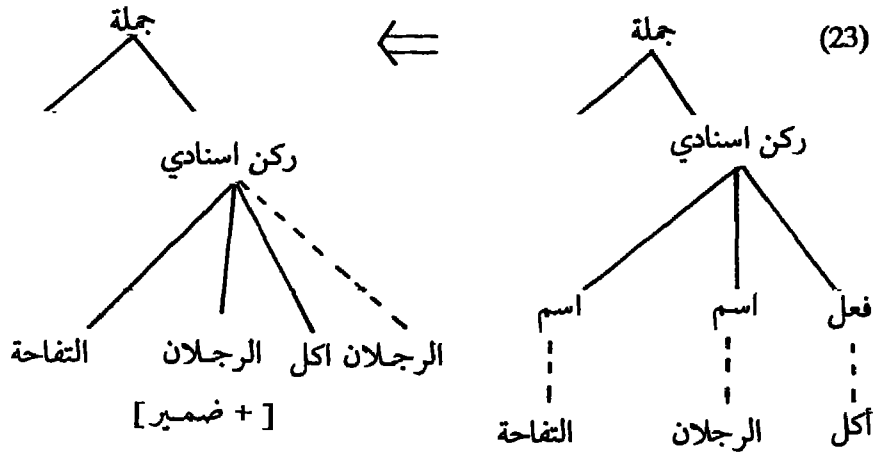 (23) جملة ⇐ جملة
ركن اسنادي ركن اسنادي
فعل اسم اسم
الرجلان اكل الرجلان التفاحة
[ + ضمير ]
أكل الرجلان التفاحة